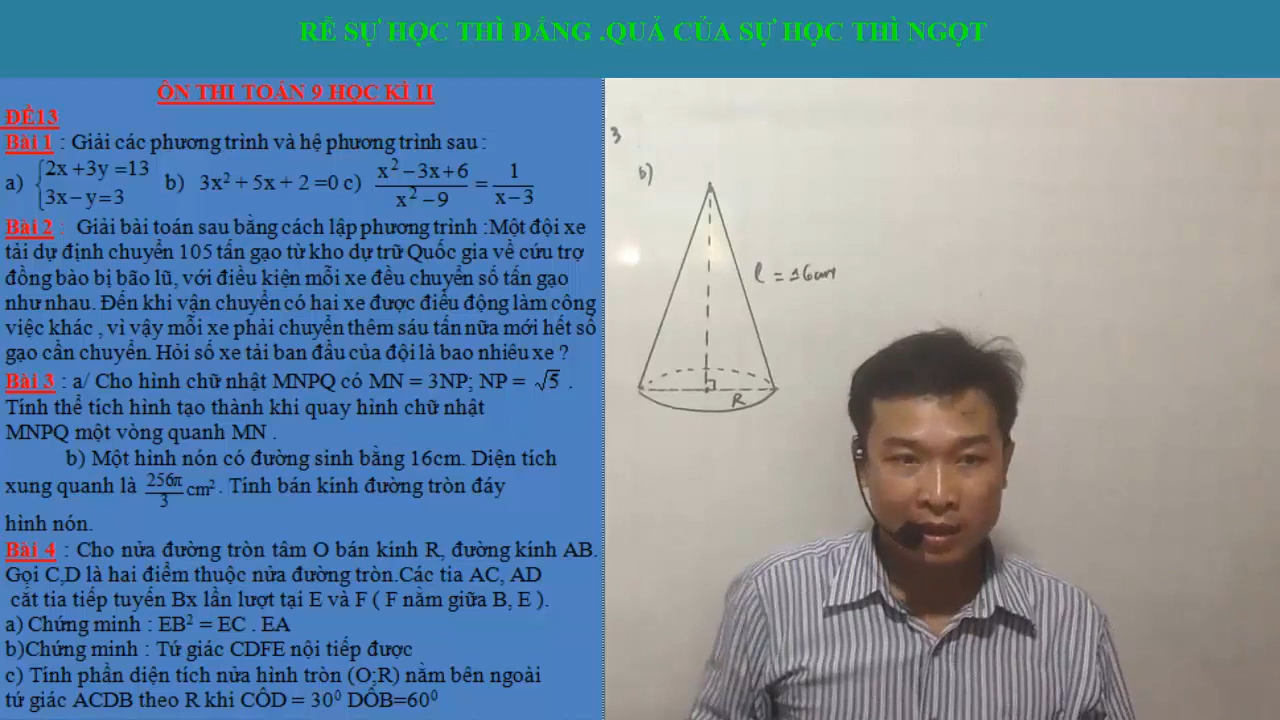 RỄ SỰ HỌC THÌ ĐẮNG .QUẢ CỦA SỰ HỌC THÌ NGỌT
ÔN THI TOÁN 9 HỌC KÌ II
ĐỀ13
Bài 1 : Giải các phương trình và hệ phương trình sau :
a) {2x +3y =13 3x – y = 3 b) 3x² + 5x + 2 =0 c) (x² – 3x + 6)/(x² – 9) = 1/(x – 3)
Bài 2 : Giải bài toán sau bằng cách lập phương trình :Một đội xe
tải dự định chuyển 105 tấn gạo từ kho dự trữ Quốc gia về cứu trợ
đồng bào bị bão lũ, với điều kiện mỗi xe đều chuyển số tấn gạo
như nhau. Đến khi vận chuyển có hai xe được điều động làm công
việc khác , vì vậy mỗi xe phải chuyển thêm sáu tấn nữa mới hết số
gạo cần chuyển. Hỏi số xe tải ban đầu của đội là bao nhiêu xe ?
Bài 3 : a/ Cho hình chữ nhật MNPQ có MN = 3NP; NP = √5 .
Tính thể tích hình tạo thành khi quay hình chữ nhật
MNPQ một vòng quanh MN .
b) Một hình nón có đường sinh bằng 16cm. Diện tích
xung quanh là 256π/3 cm² . Tính bán kính đường tròn đáy
hình nón.
Bài 4 : Cho nửa đường tròn tâm O bán kính R, đường kính AB.
Gọi C,D là hai điểm thuộc nửa đường tròn.Các tia AC, AD
cắt tia tiếp tuyến Bx lần lượt tại E và F ( F nằm giữa B, E ).
a) Chứng minh : EB² = EC . EA
b)Chứng minh : Tứ giác CDFE nội tiếp được
c) Tính phần diện tích nửa hình tròn (O;R) nằm bên ngoài
tứ giác ACDB theo R khi CÔD = 30⁰ DÔB=60⁰
3
b)
l = 16cm
R